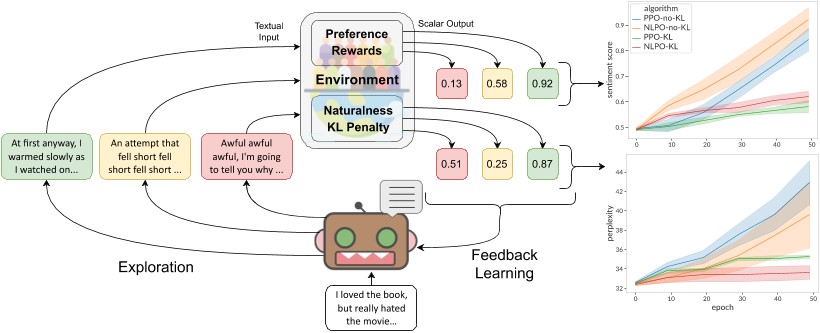 Textual
Input
Scalar Output
Preference
Rewards
Environment
Naturalness
KL Penalty
0.13
0.58
0.92
0.51
0.25
0.87
At first anyway, I
warmed slowly as
I watched on...
An attempt that
fell short fell
short fell short ...
Awful awful
awful, I'm going
to tell you why ...
Exploration
Feedback
Learning
I loved the book,
but really hated
the movie...
algorithm
PPO-no-KL
NLPO-no-KL
PPO-KL
NLPO-KL
sentiment score
0.9
0.8
0.7
0.6
0.5
0
10
20
30
40
50
perplexity
44
42
40
38
36
34
32
0
10
20
30
40
50
epoch